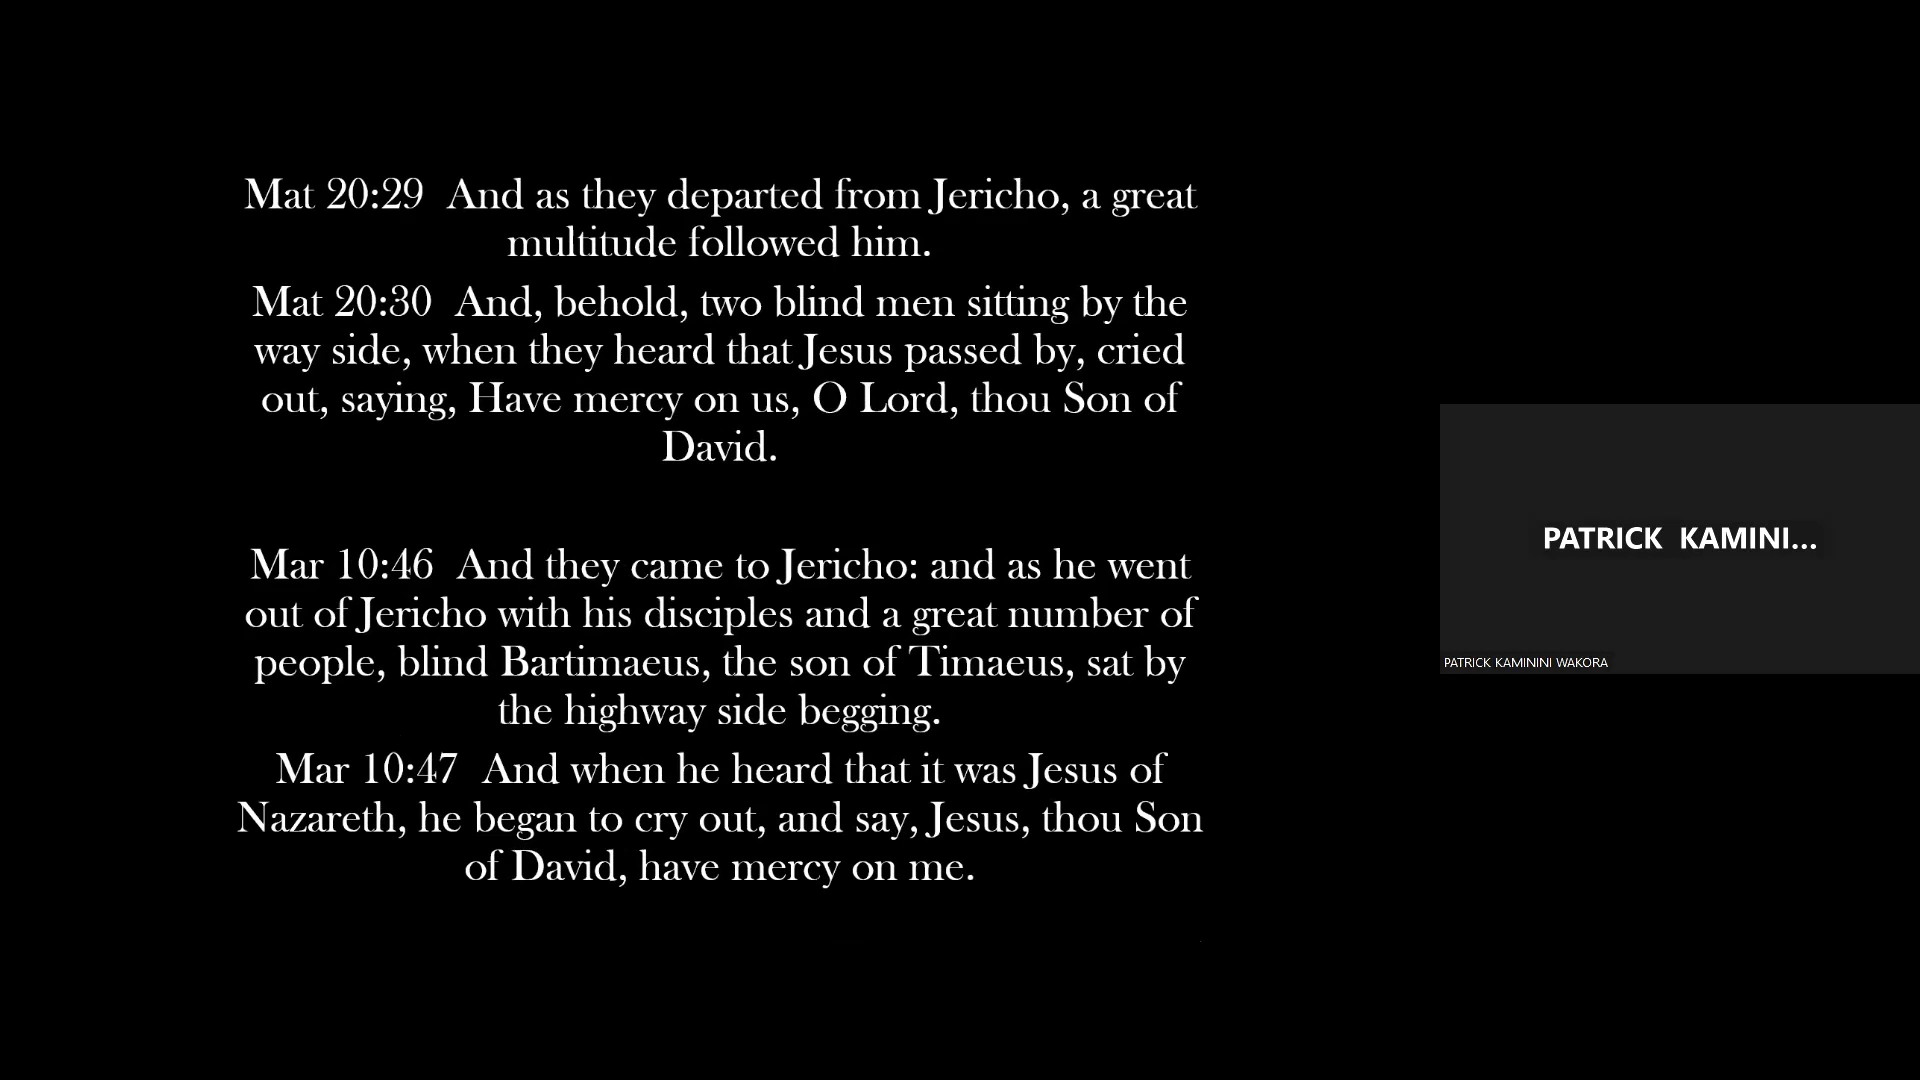 Mat 20:29  And as they departed from Jericho, a great
multitude followed him.
Mat 20:30  And, behold, two blind men sitting by the
way side, when they heard that Jesus passed by, cried
out, saying, Have mercy on us, O Lord, thou Son of
David.
Mar 10:46  And they came to Jericho: and as he went
out of Jericho with his disciples and a great number of
people, blind Bartimaeus, the son of Timaeus, sat by
the highway side begging.
Mar 10:47  And when he heard that it was Jesus of
Nazareth, he began to cry out, and say, Jesus, thou Son
of David, have mercy on me.
PATRICK  KAMINI...
PATRICK KAMININI WAKORA